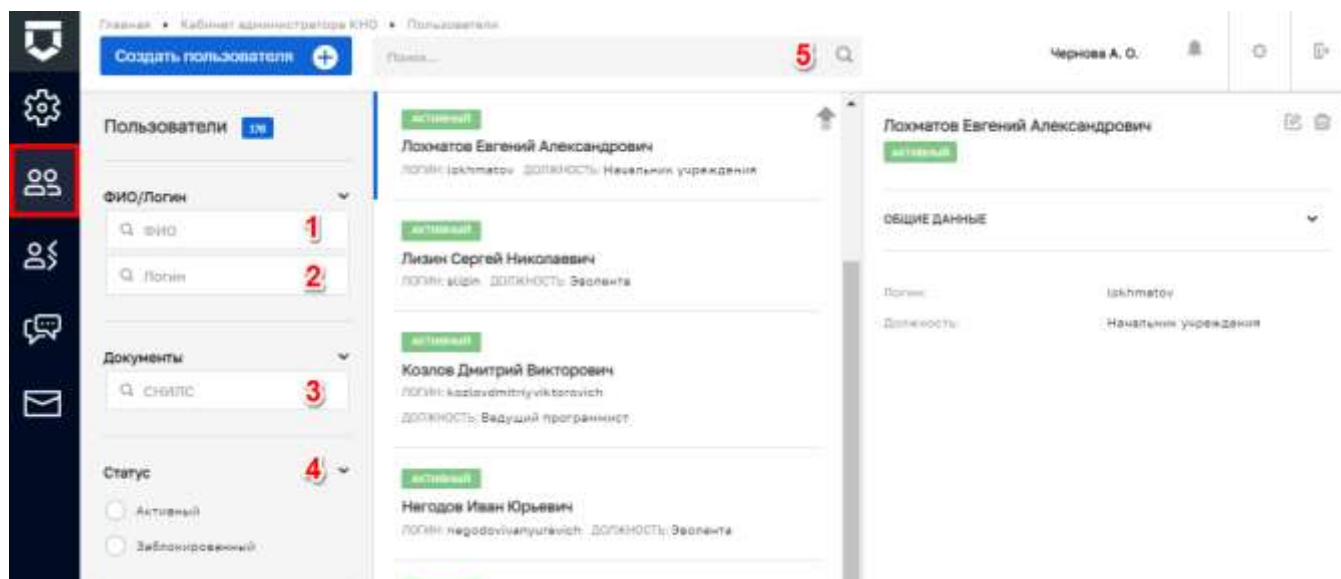 Главная • Кабинет администратора КНО • Пользователи
Создать пользователя
Поиск...
5
Чернова А. О.
Пользователи 176
ФИО/Логин
ФИО
1
Логин
2
Документы
СНИЛС
3
Статус
4
Активный
Заблокированный
АКТИВНЫЙ
Лохматов Евгений Александрович
ЛОГИН: lokhmatov ДОЛЖНОСТЬ: Начальник учреждения
АКТИВНЫЙ
Лизин Сергей Николаевич
ЛОГИН: slizin ДОЛЖНОСТЬ: Эволента
АКТИВНЫЙ
Козлов Дмитрий Викторович
ЛОГИН: kozlovdmitriyviktorovich
ДОЛЖНОСТЬ: Ведущий программист
АКТИВНЫЙ
Негодов Иван Юрьевич
ЛОГИН: negodovivanyurevich ДОЛЖНОСТЬ: Эволента
Лохматов Евгений Александрович
АКТИВНЫЙ
ОБЩИЕ ДАННЫЕ
Логин: lokhmatov
Должность: Начальник учреждения